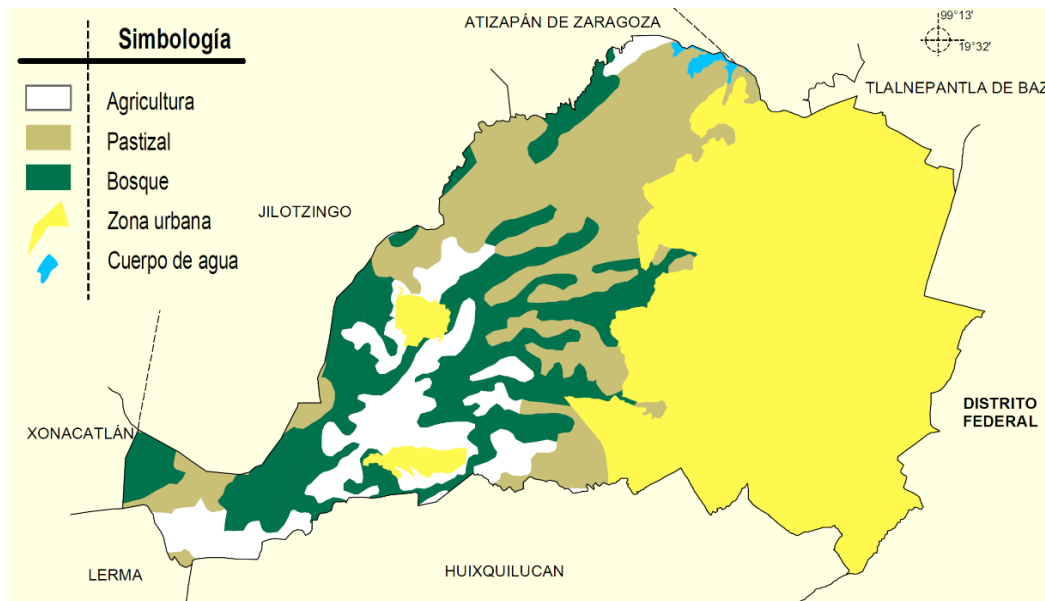 Simbología
Agricultura
Pastizal
Bosque
Zona urbana
Cuerpo de agua
ATIZAPÁN DE ZARAGOZA
99°13'
19°32'
TLALNEPANTLA DE BAZ
JILOTZINGO
XONACATLÁN
DISTRITO
FEDERAL
LERMA
HUIXQUILUCAN